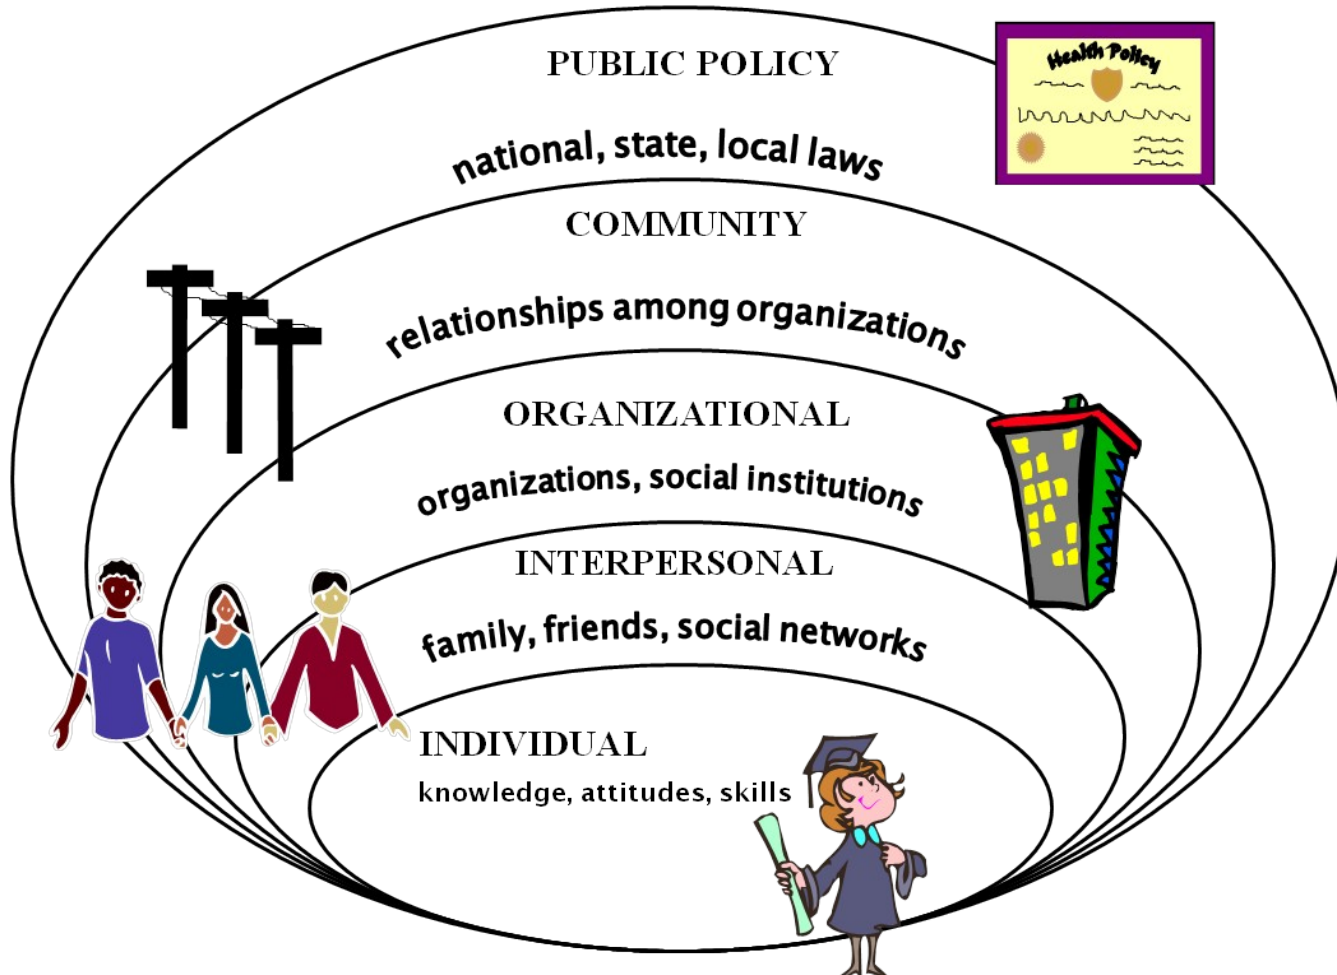 PUBLIC POLICY
Health Policy
national, state, local laws
COMMUNITY
relationships among organizations
ORGANIZATIONAL
organizations, social institutions
INTERPERSONAL
family, friends, social networks
INDIVIDUAL
knowledge, attitudes, skills